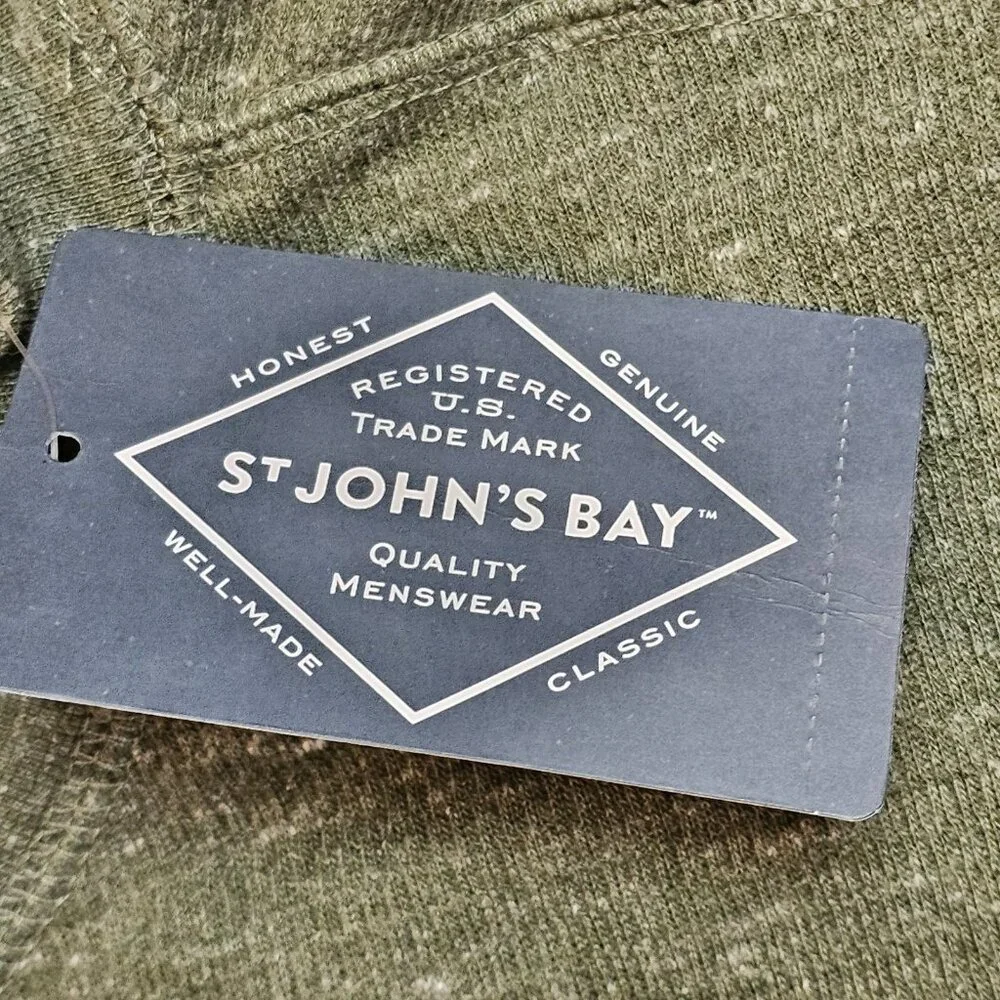 HONEST
GENUINE
REGISTERED
U.S.
TRADE MARK
ST JOHN'S BAY™
QUALITY
MENSWEAR
WELL-MADE
CLASSIC